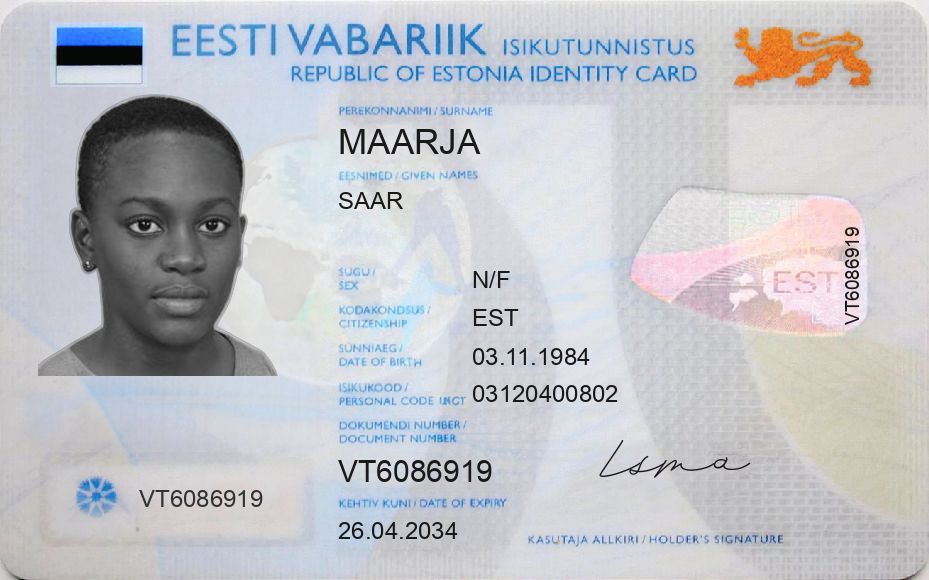 EESTI VABARIIK ISIKUTUNNISTUS
REPUBLIC OF ESTONIA IDENTITY CARD
PEREKONNANIMI / SURNAME
MAARJA
EESNIMED / GIVEN NAMES
SAAR
SUGU /
SEX
N/F
KODAKONDSUS /
CITIZENSHIP
EST
SÜNNIAEG /
DATE OF BIRTH
03.11.1984
ISIKUKOOD /
PERSONAL CODE
03120400802
DOKUMENDI NUMBER /
DOCUMENT NUMBER
VT6086919
KEHTIV KUNI / DATE OF EXPIRY
26.04.2034
VT6086919
EST
VT6086919
KASUTAJA ALLKIRI / HOLDER'S SIGNATURE